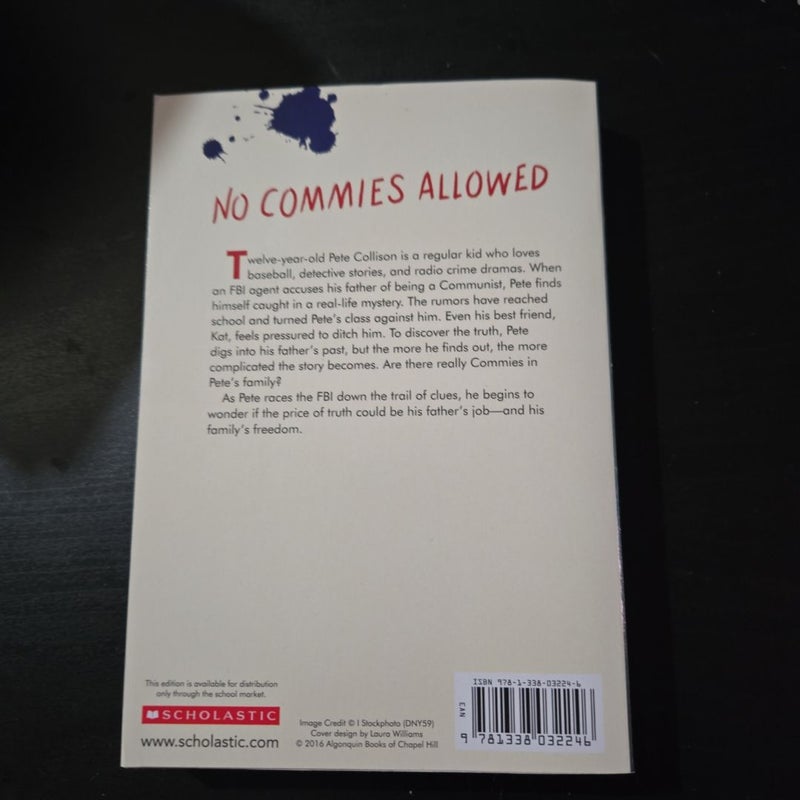 NO COMMIES ALLOWED
Twelve-year-old Pete Collison is a regular kid who loves
baseball, detective stories, and radio crime dramas. When
an FBI agent accuses his father of being a Communist, Pete finds
himself caught in a real-life mystery. The rumors have reached
school and turned Pete's class against him. Even his best friend,
Kat, feels pressured to ditch him. To discover the truth, Pete
digs into his father's past, but the more he finds out, the more
complicated the story becomes. Are there really Commies in
Pete's family?
As Pete races the FBI down the trail of clues, he begins to
wonder if the price of truth could be his father's job—and his
family's freedom.
This edition is available for distribution
only through the school market.
SCHOLASTIC
www.scholastic.com
Image Credit © I Stockphoto (DNY59)
Cover design by Laura Williams
© 2016 Algonquin Books of Chapel Hill
ISBN 978-1-338-03224-6
EAN
9 781338 032246